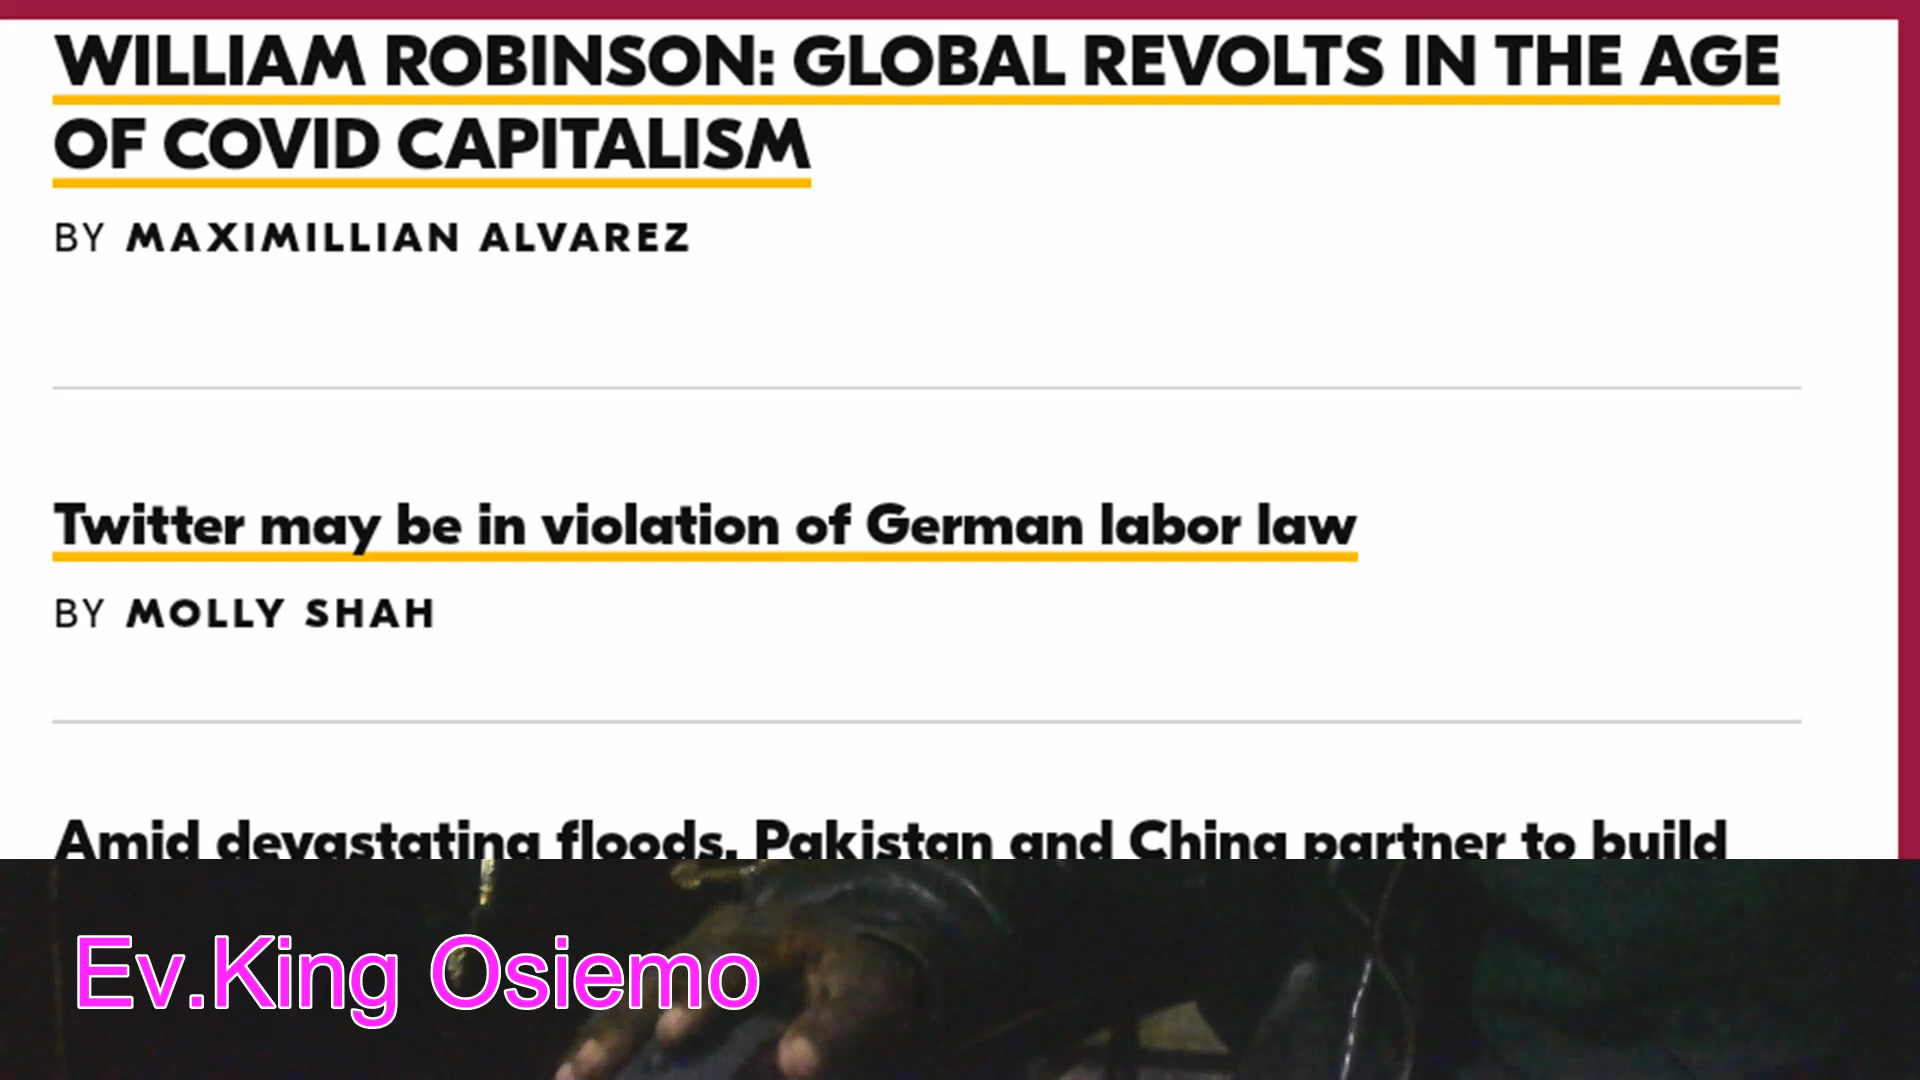 WILLIAM ROBINSON: GLOBAL REVOLTS IN THE AGE
OF COVID CAPITALISM
BY MAXIMILLIAN ALVAREZ
Twitter may be in violation of German labor law
BY MOLLY SHAH
Amid devastating floods, Pakistan and China partner to build
Ev.King Osiemo